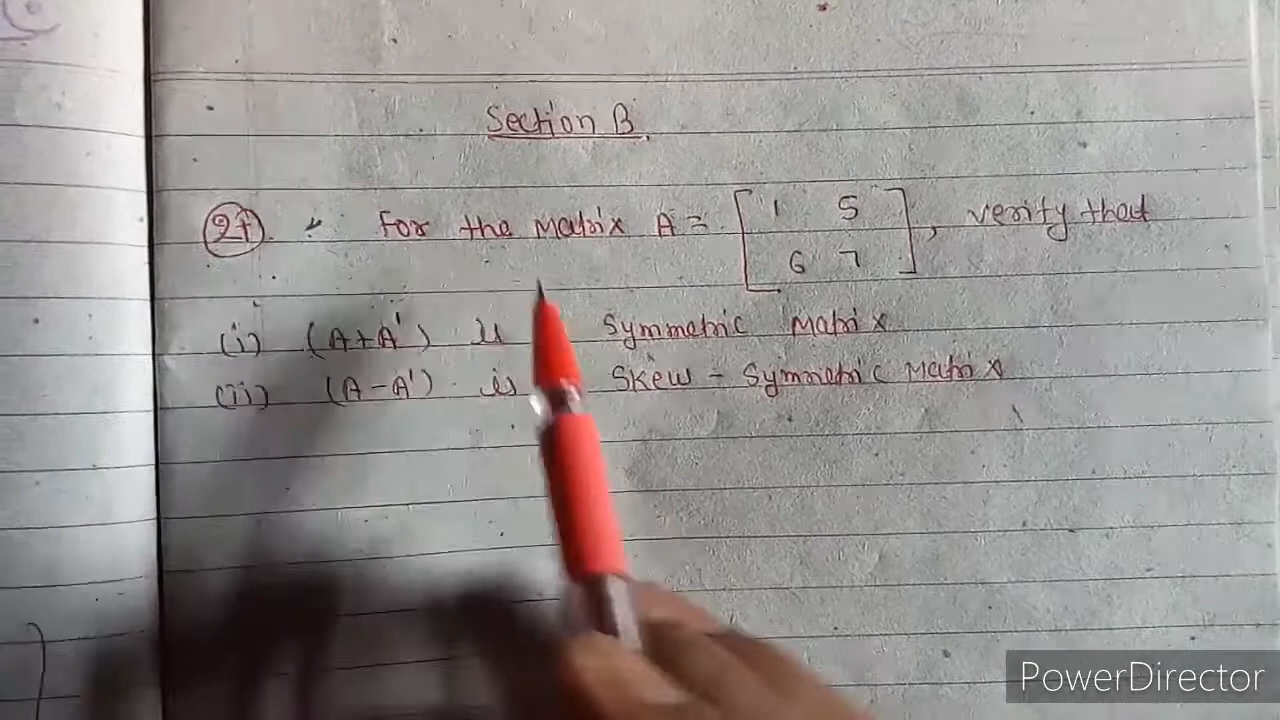 Section B.
27 For the Matrix A = [ 1 5
6 7 ], verify that
(i) (A+A') is Symmetric Matrix
(ii) (A-A') is Skew - Symmetric Matrix
PowerDirector